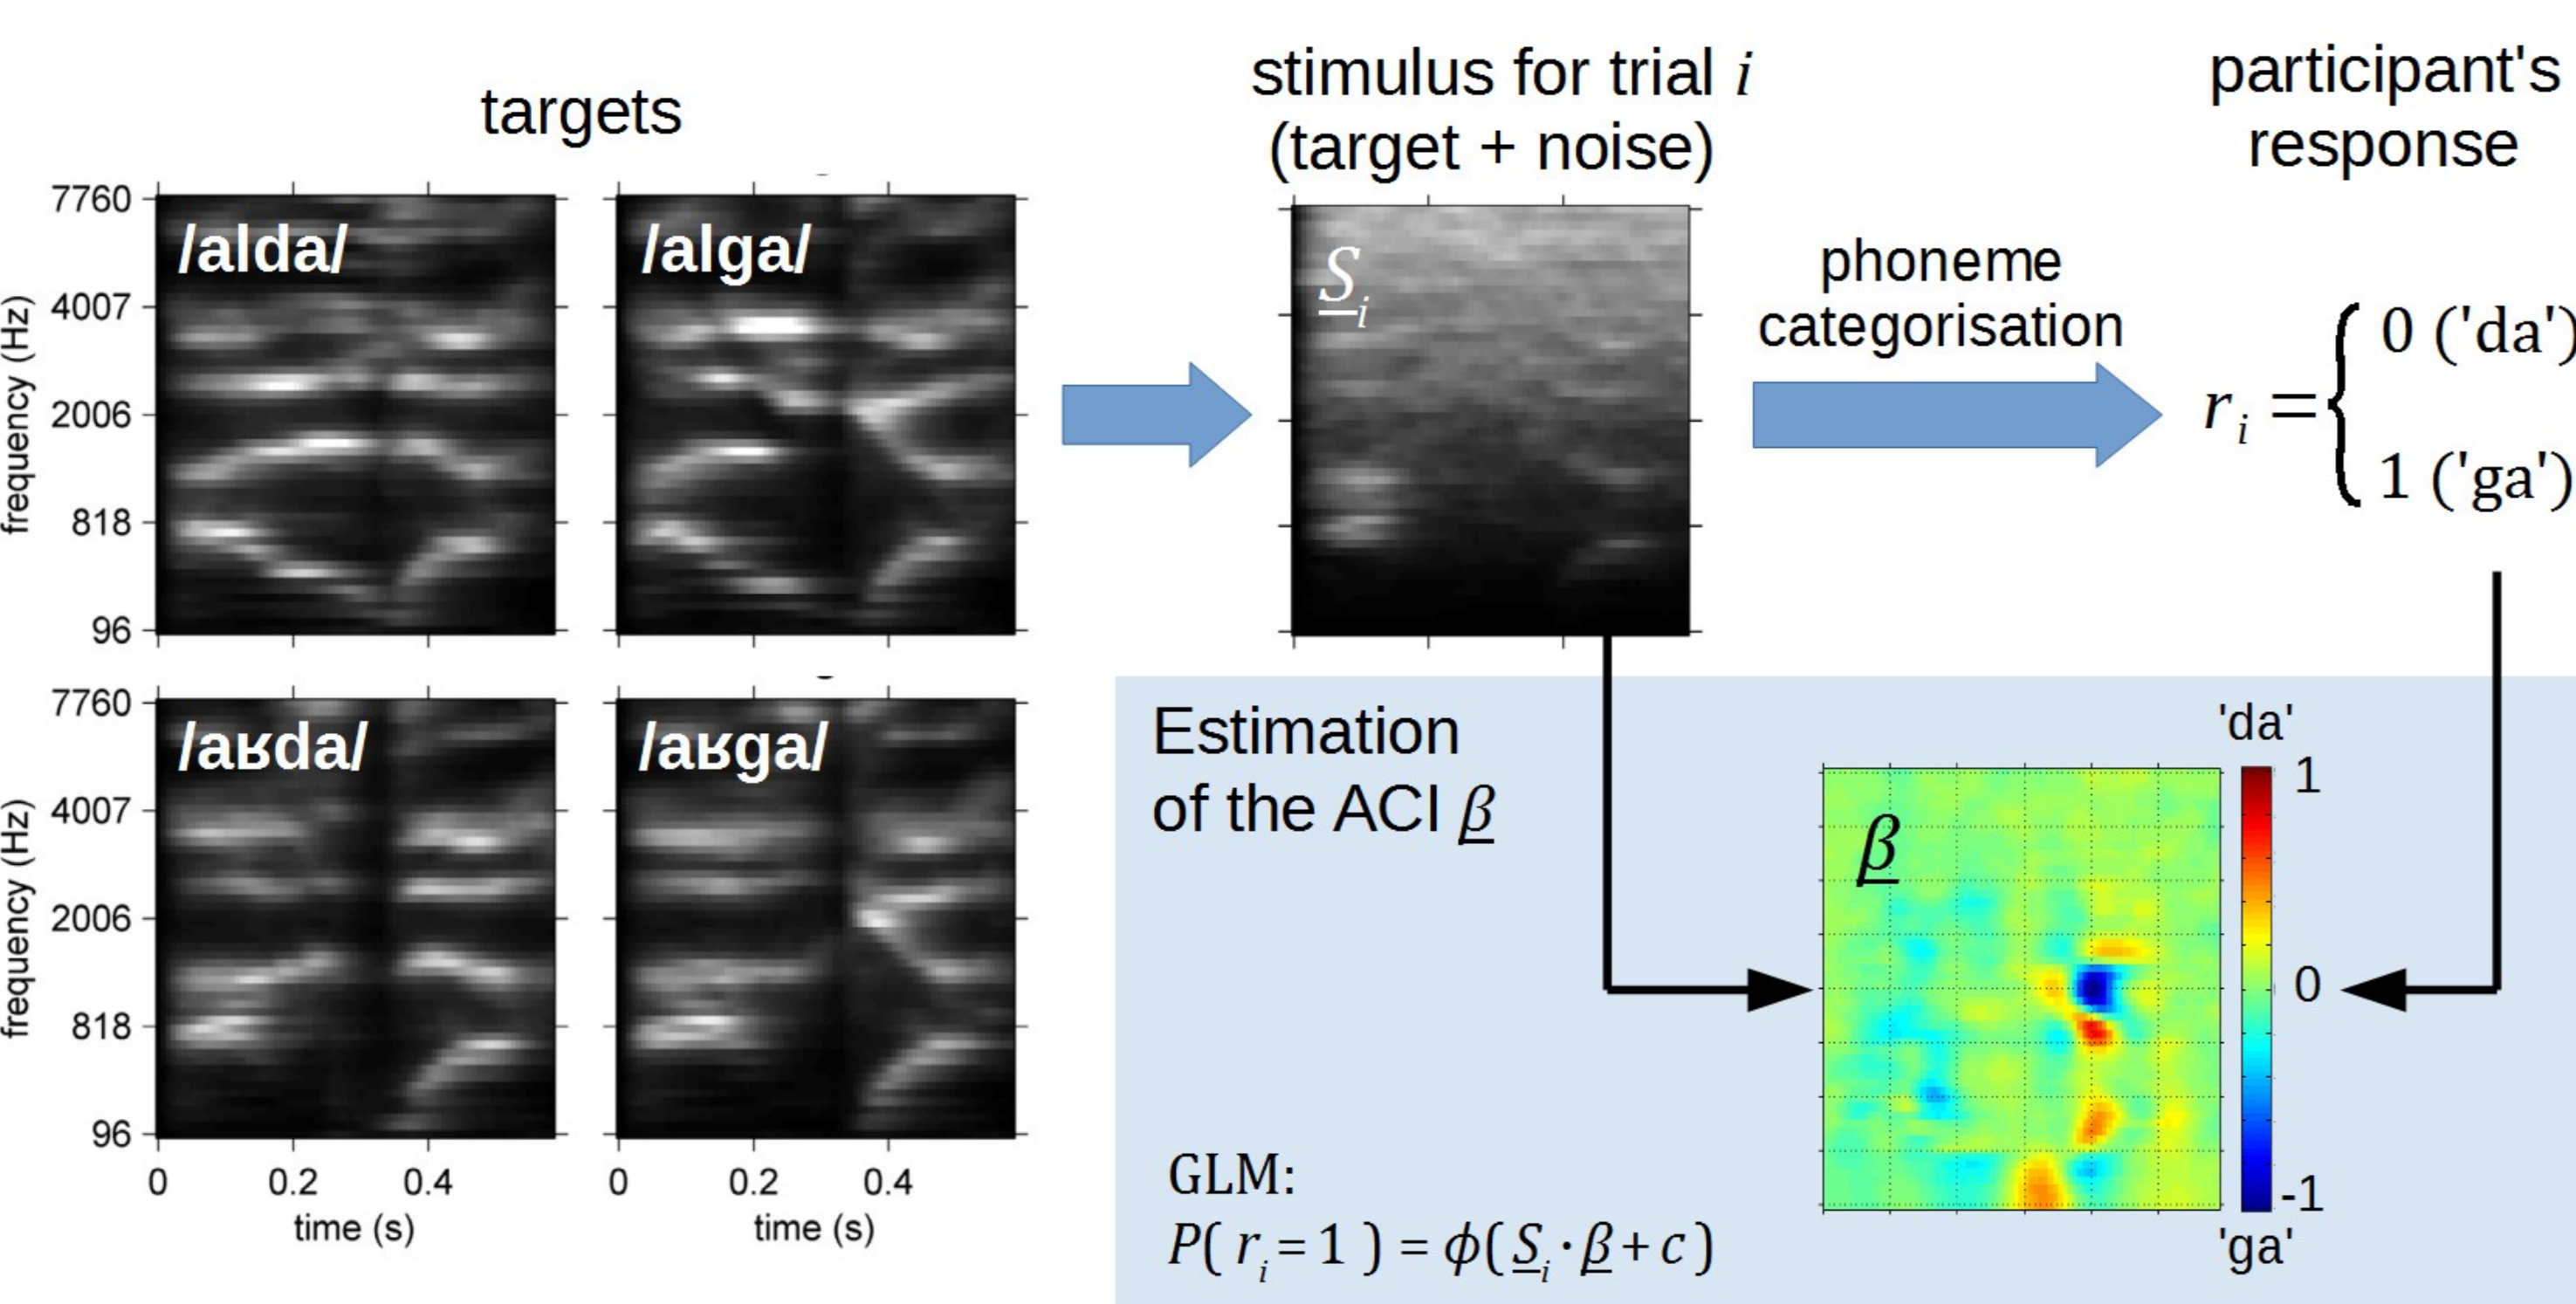 targets
stimulus for trial i
(target + noise)
participant's
response
7760
4007
2006
818
96
frequency (Hz)
/alda/
/alga/
S i
phoneme
categorisation
r i = { 0 ('da')
1 ('ga')
7760
4007
2006
818
96
frequency (Hz)
/aʁda/
/aʁga/
0 0.2 0.4
time (s)
0 0.2 0.4
time (s)
Estimation
of the ACI β
β
'da'
1
0
-1
'ga'
GLM:
P( r i = 1 ) = ϕ( S i · β + c )